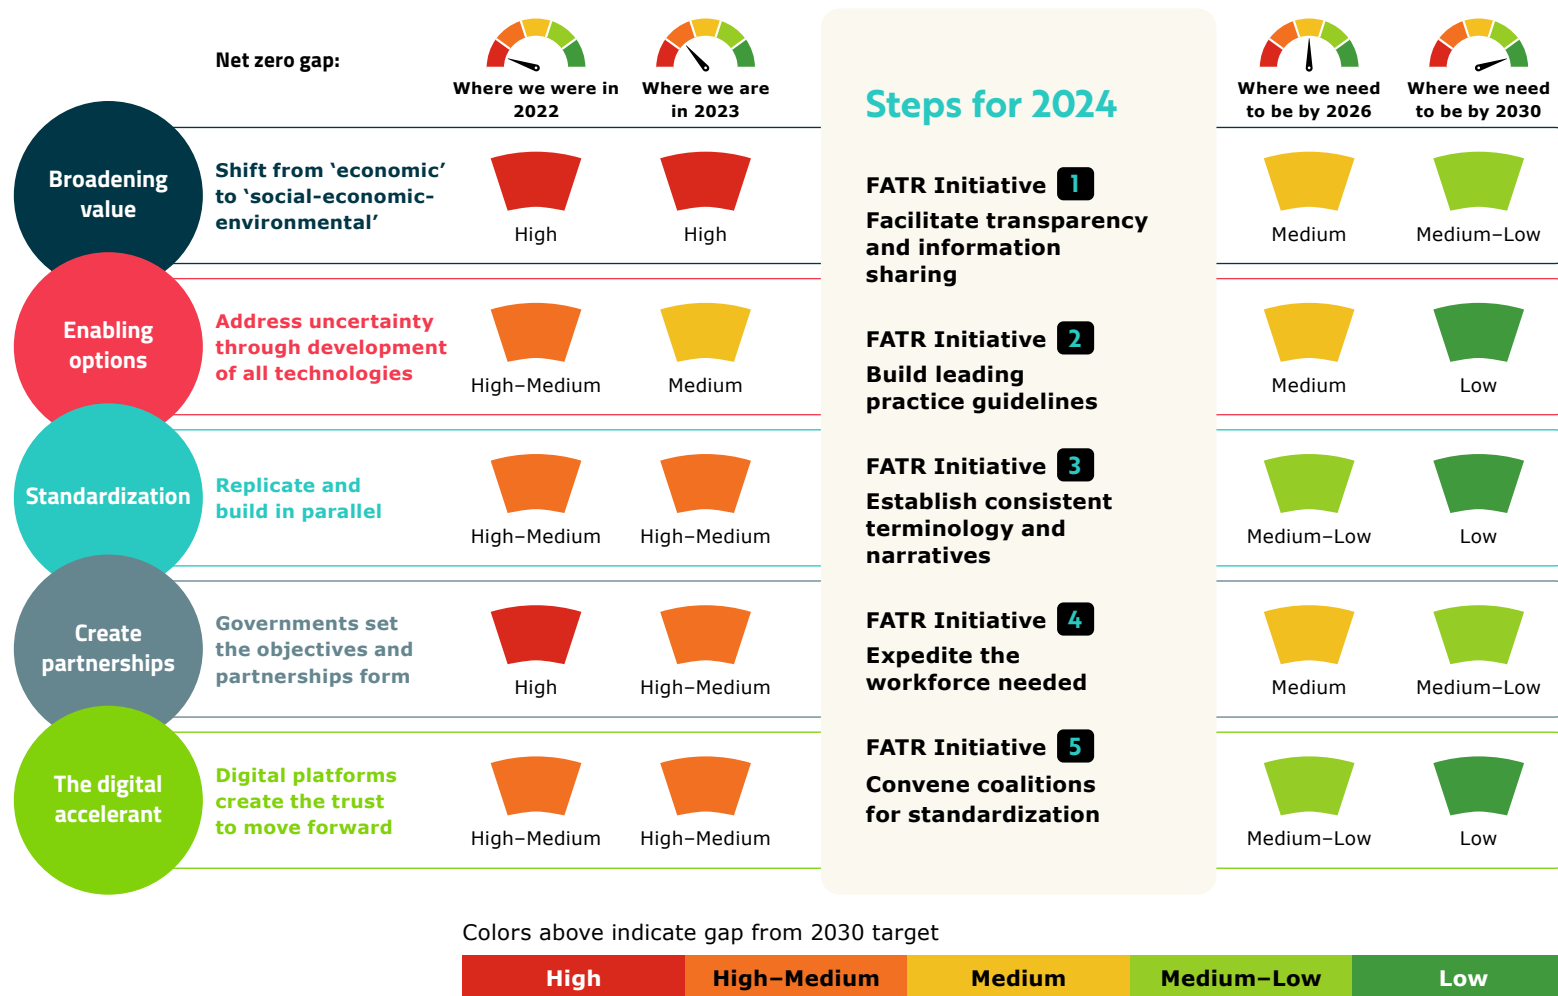 Net zero gap:
Where we were in
2022
Where we are
in 2023
Steps for 2024
Where we need
to be by 2026
Where we need
to be by 2030
Broadening
value
Shift from ‘economic’
to ‘social-economic-
environmental’
High
High
FATR Initiative 1
Facilitate transparency
and information
sharing
Medium
Medium–Low
Enabling
options
Address uncertainty
through development
of all technologies
High–Medium
Medium
FATR Initiative 2
Build leading
practice guidelines
Medium
Low
Standardization
Replicate and
build in parallel
High–Medium
High–Medium
FATR Initiative 3
Establish consistent
terminology and
narratives
Medium–Low
Low
Create
partnerships
Governments set
the objectives and
partnerships form
High
High–Medium
FATR Initiative 4
Expedite the
workforce needed
Medium
Medium–Low
The digital
accelerant
Digital platforms
create the trust
to move forward
High–Medium
High–Medium
FATR Initiative 5
Convene coalitions
for standardization
Medium–Low
Low
Colors above indicate gap from 2030 target
High
High–Medium
Medium
Medium–Low
Low